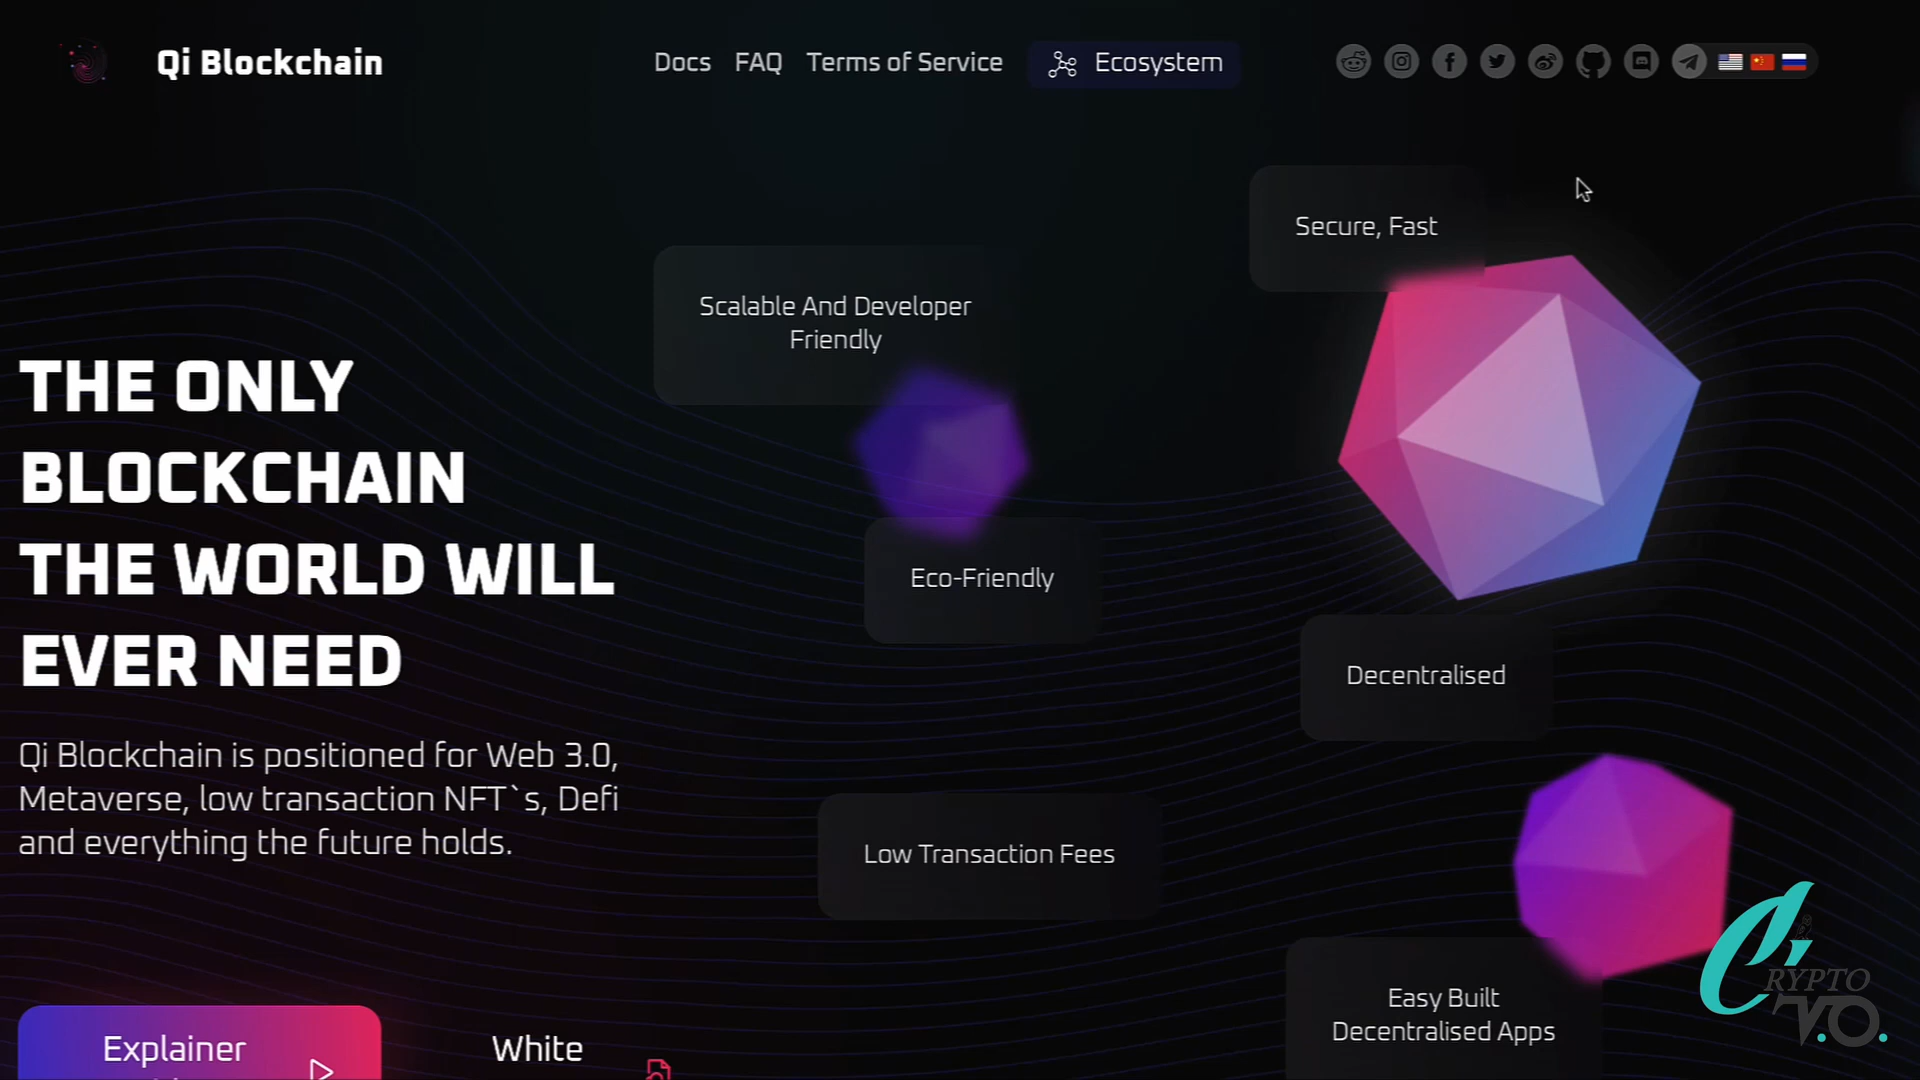 Qi Blockchain
Docs FAQ Terms of Service Ecosystem
Secure, Fast
Scalable And Developer
Friendly
THE ONLY
BLOCKCHAIN
THE WORLD WILL
EVER NEED
Eco-Friendly
Decentralised
Qi Blockchain is positioned for Web 3.0,
Metaverse, low transaction NFT`s, Defi
and everything the future holds.
Low Transaction Fees
Easy Built
Decentralised Apps
Explainer
White
CRYPTO
V.O.